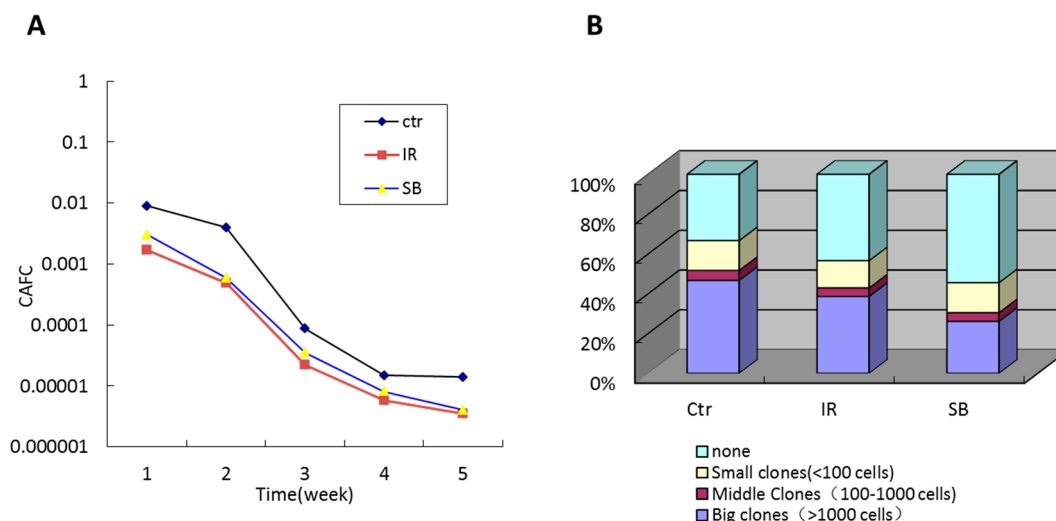 A
1
0.1
0.01
0.001
0.0001
0.00001
0.000001
CAFC
1 2 3 4 5
Time(week)
ctr
IR
SB
B
100%
80%
60%
40%
20%
0%
Ctr IR SB
none
Small clones(<100 cells)
Middle Clones（100-1000 cells)
Big clones（>1000 cells）